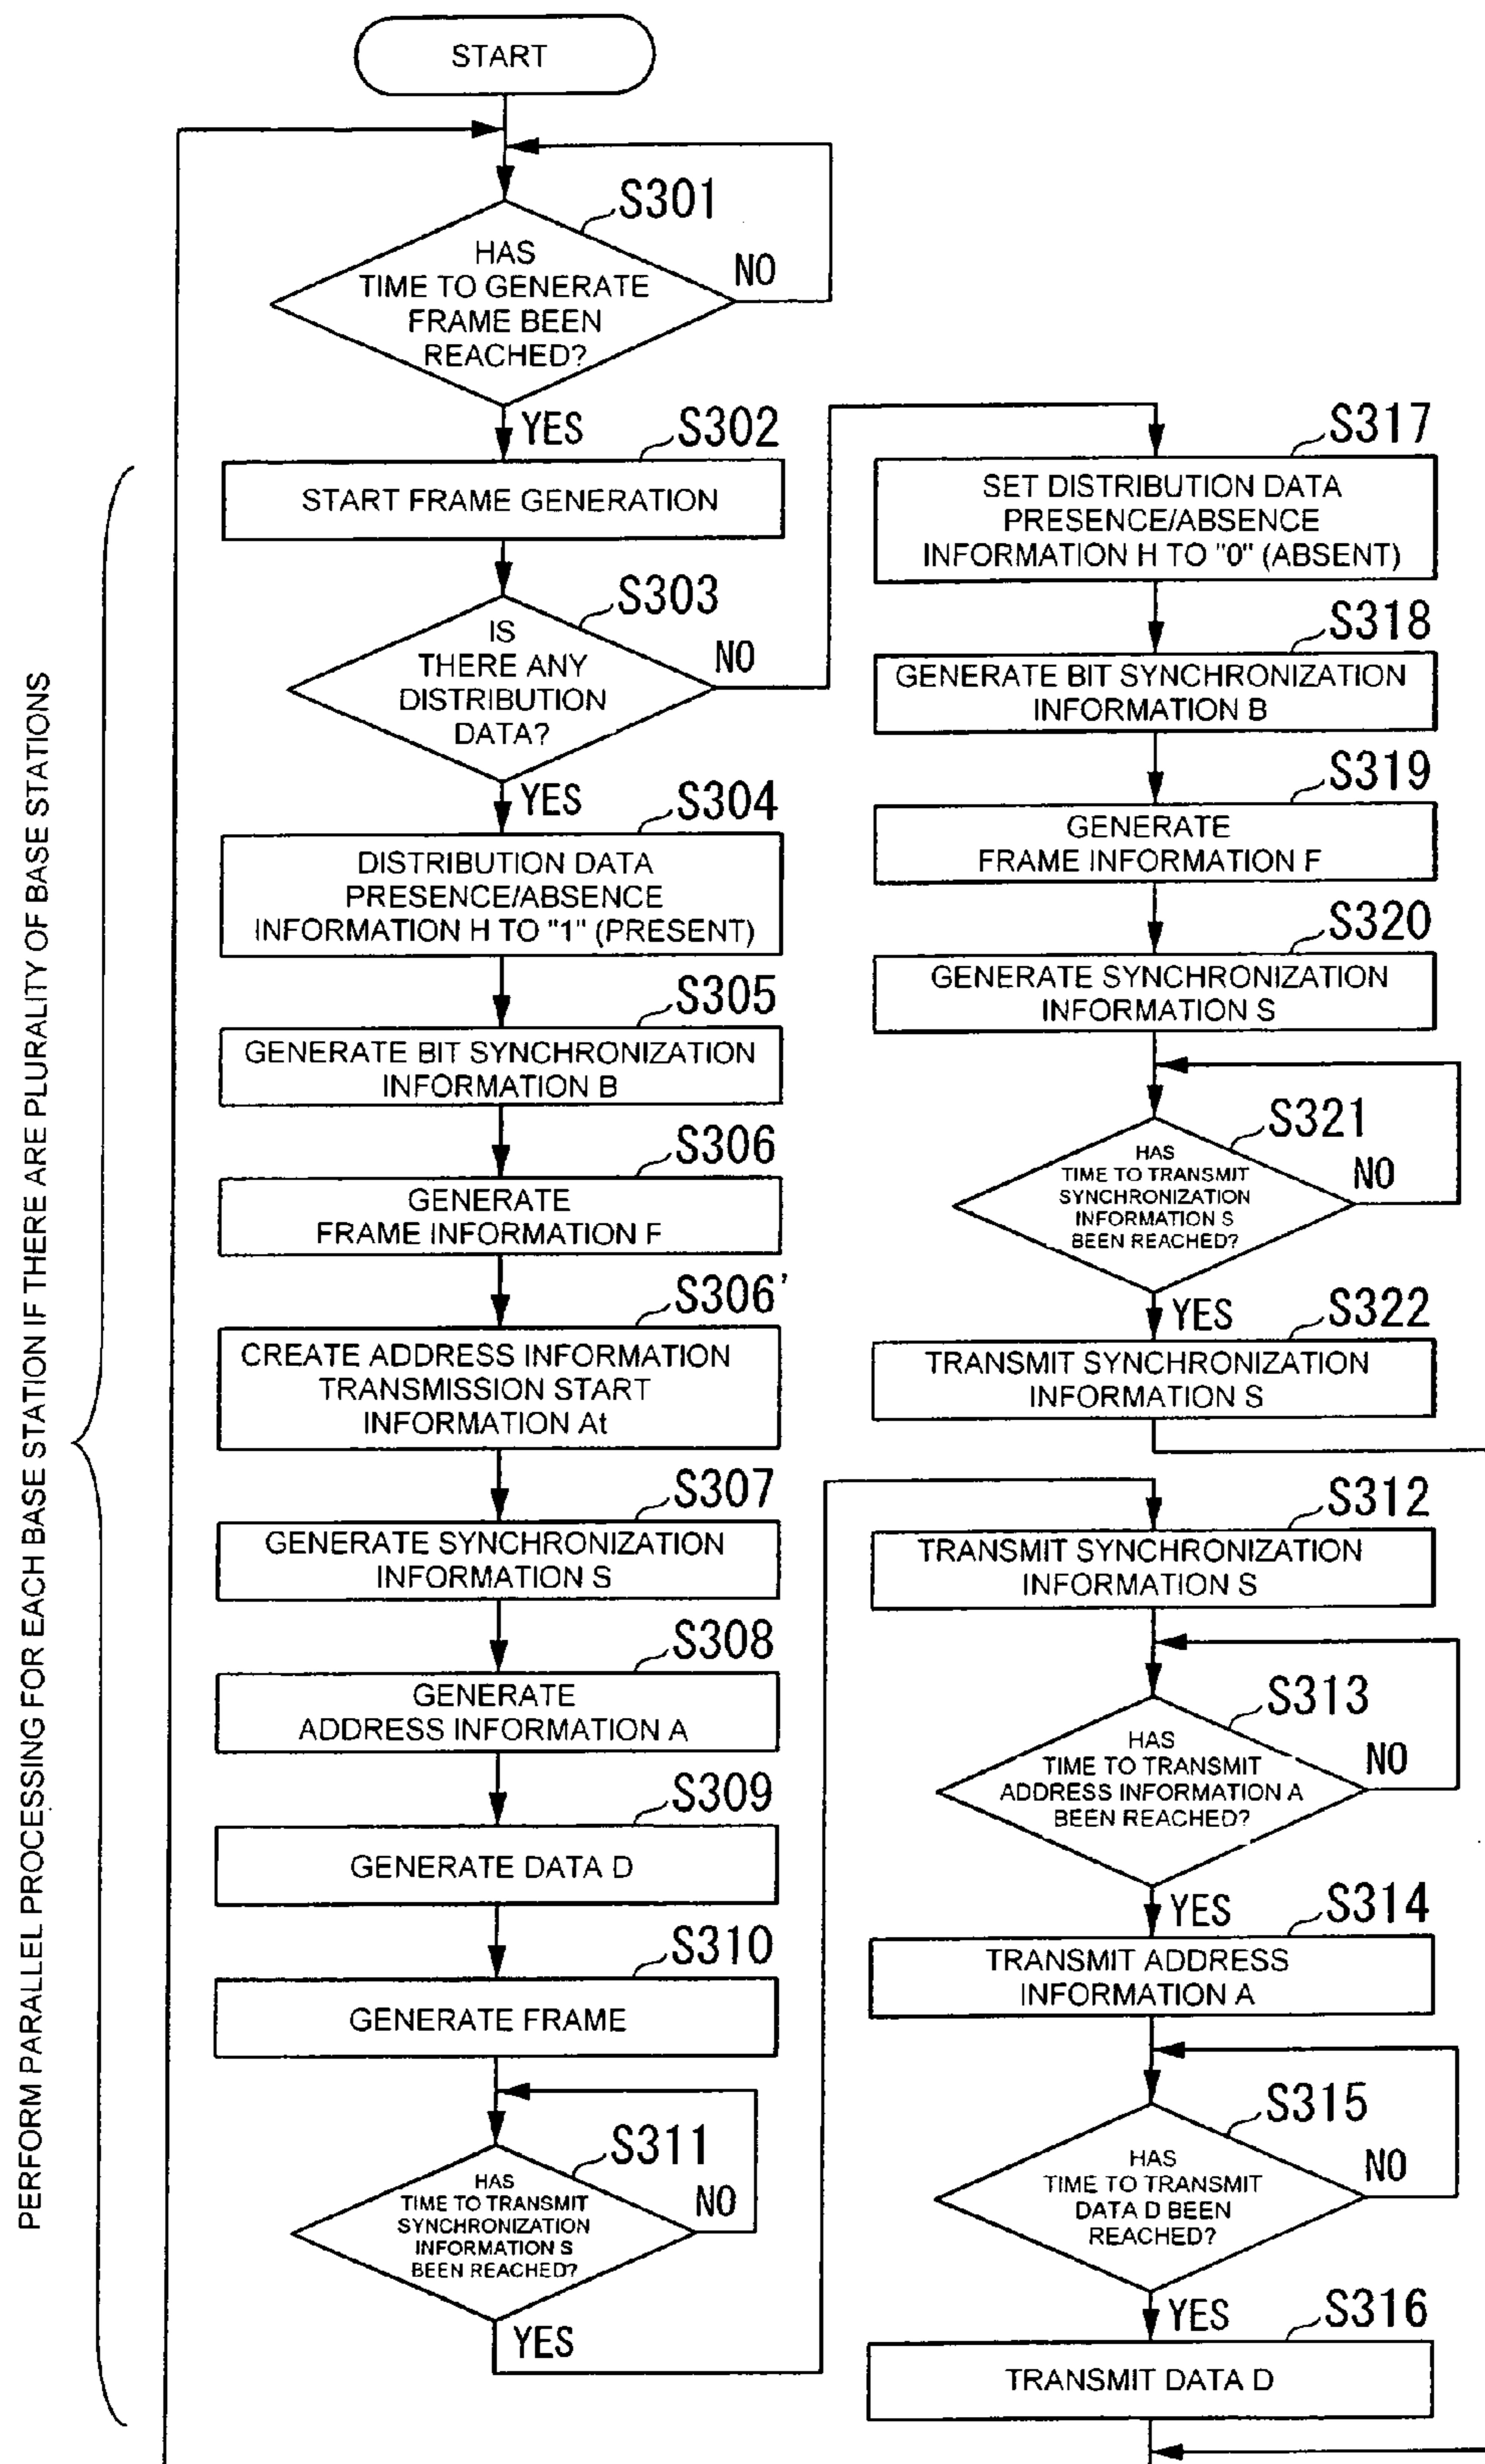 START
S301
HAS
TIME TO GENERATE
FRAME BEEN
REACHED?
NO
YES
S302
START FRAME GENERATION
S303
IS
THERE ANY
DISTRIBUTION
DATA?
NO
YES
S304
DISTRIBUTION DATA
PRESENCE/ABSENCE
INFORMATION H TO "1" (PRESENT)
S305
GENERATE BIT SYNCHRONIZATION
INFORMATION B
S306
GENERATE
FRAME INFORMATION F
S306'
CREATE ADDRESS INFORMATION
TRANSMISSION START
INFORMATION At
S307
GENERATE SYNCHRONIZATION
INFORMATION S
S308
GENERATE
ADDRESS INFORMATION A
S309
GENERATE DATA D
S310
GENERATE FRAME
S311
HAS
TIME TO TRANSMIT
SYNCHRONIZATION
INFORMATION S
BEEN REACHED?
NO
YES
S317
SET DISTRIBUTION DATA
PRESENCE/ABSENCE
INFORMATION H TO "0" (ABSENT)
S318
GENERATE BIT SYNCHRONIZATION
INFORMATION B
S319
GENERATE
FRAME INFORMATION F
S320
GENERATE SYNCHRONIZATION
INFORMATION S
S321
HAS
TIME TO TRANSMIT
SYNCHRONIZATION
INFORMATION S
BEEN REACHED?
NO
YES
S322
TRANSMIT SYNCHRONIZATION
INFORMATION S
S312
TRANSMIT SYNCHRONIZATION
INFORMATION S
S313
HAS
TIME TO TRANSMIT
ADDRESS INFORMATION A
BEEN REACHED?
NO
YES
S314
TRANSMIT ADDRESS
INFORMATION A
S315
HAS
TIME TO TRANSMIT
DATA D BEEN
REACHED?
NO
YES
S316
TRANSMIT DATA D
PERFORM PARALLEL PROCESSING FOR EACH BASE STATION IF THERE ARE PLURALITY OF BASE STATIONS